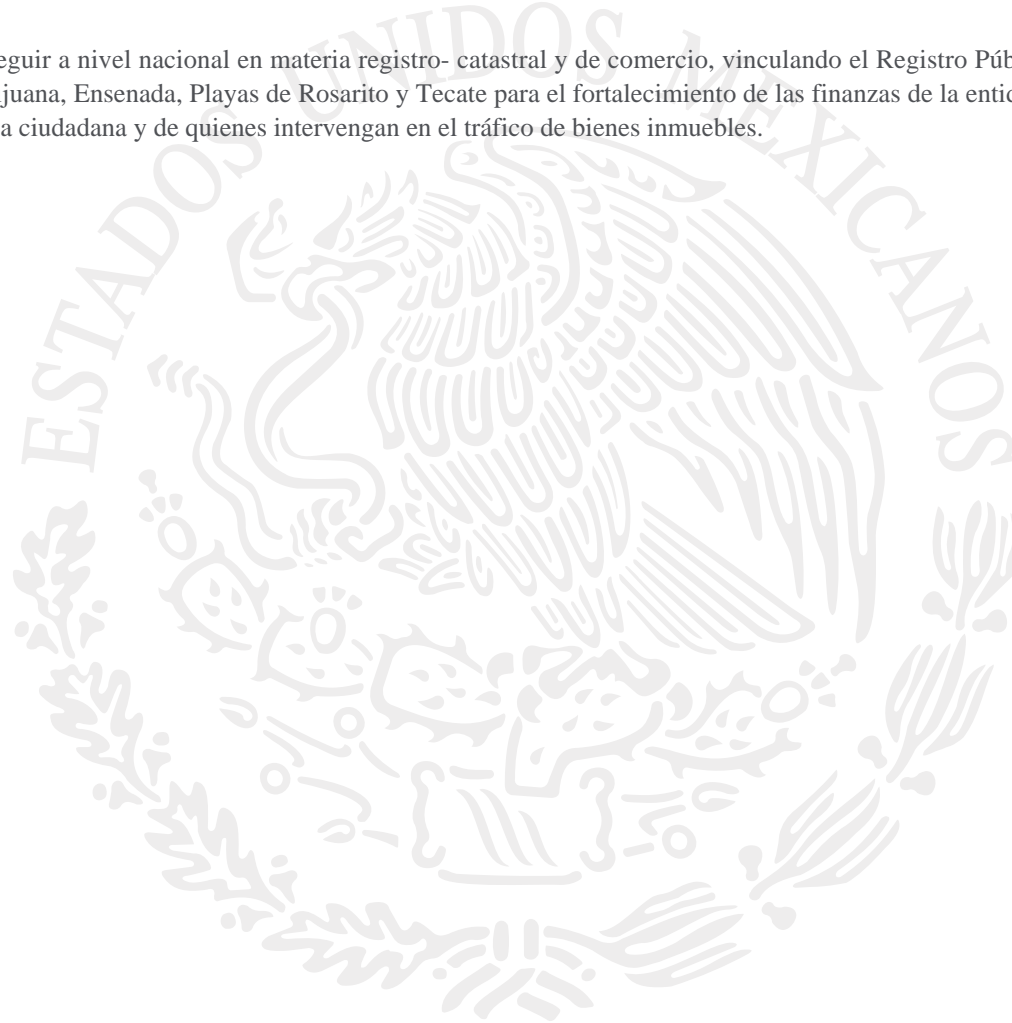 eguir a nivel nacional en materia registro- catastral y de comercio, vinculando el Registro Púb
juana, Ensenada, Playas de Rosarito y Tecate para el fortalecimiento de las finanzas de la entid
a ciudadana y de quienes intervengan en el tráfico de bienes inmuebles.
ESTADOS UNIDOS MEXICANOS